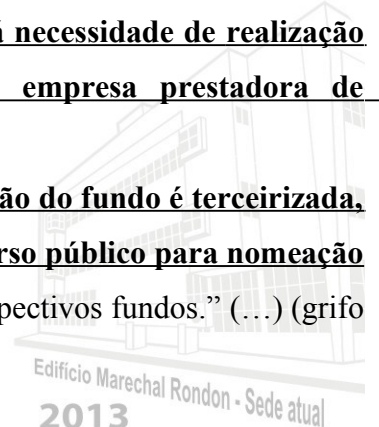 á necessidade de realização
empresa prestadora de
ão do fundo é terceirizada,
rso público para nomeação
pectivos fundos.” (…) (grifo
Edifício Marechal Rondon - Sede atual
2013